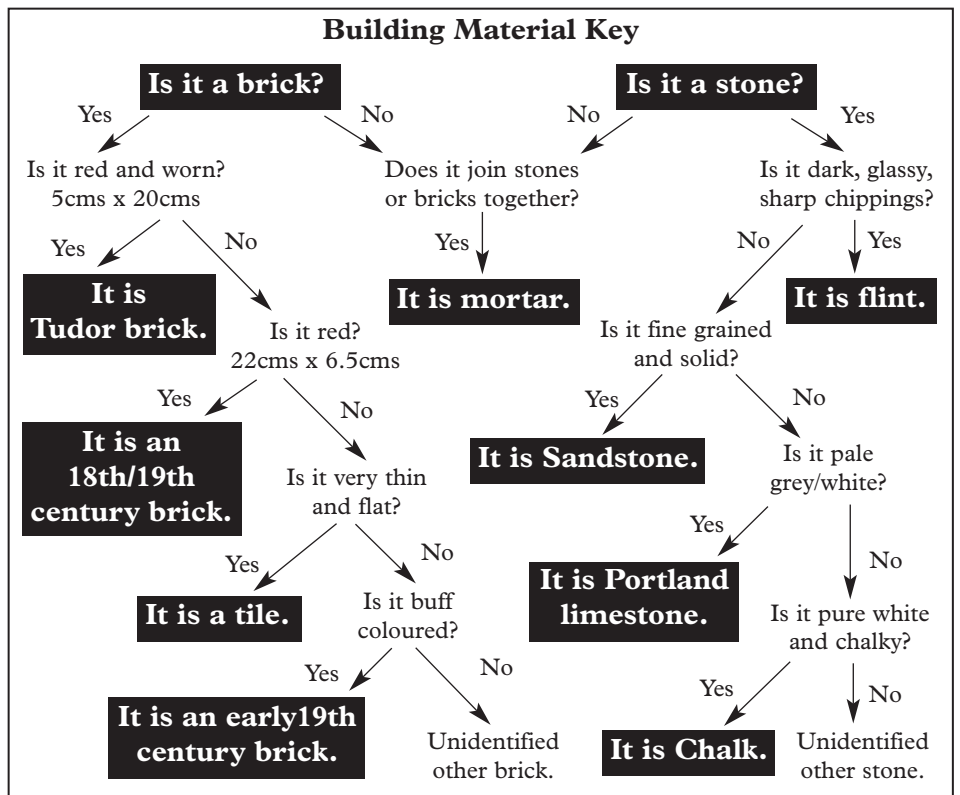 Building Material Key
Is it a brick?
Is it a stone?
Yes
No
No
Yes
Is it red and worn?
5cms x 20cms
Does it join stones
or bricks together?
Is it dark, glassy,
sharp chippings?
Yes
No
Yes
No
Yes
It is
Tudor brick.
It is mortar.
It is flint.
Is it red?
22cms x 6.5cms
Is it fine grained
and solid?
Yes
No
Yes
No
It is an
18th/19th
century brick.
It is Sandstone.
Is it very thin
and flat?
Is it pale
grey/white?
Yes
No
Yes
No
It is a tile.
Is it buff
coloured?
It is Portland
limestone.
Is it pure white
and chalky?
Yes
No
Yes
No
It is an early19th
century brick.
Unidentified
other brick.
It is Chalk.
Unidentified
other stone.